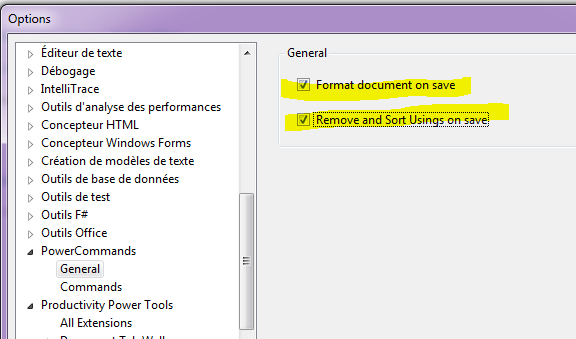 Options
Éditeur de texte
Débogage
IntelliTrace
Outils d'analyse des performances
Concepteur HTML
Concepteur Windows Forms
Création de modèles de texte
Outils de base de données
Outils de test
Outils F#
Outils Office
PowerCommands
General
Commands
Productivity Power Tools
All Extensions
General
Format document on save
Remove and Sort Usings on save